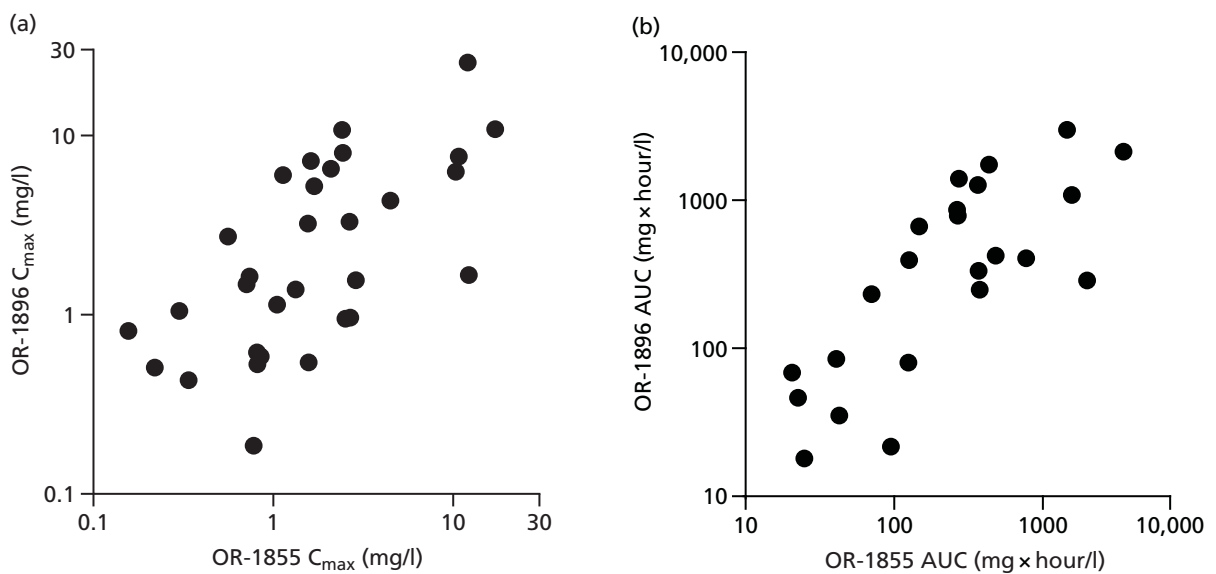 (a)
30
10
1
0.1
OR-1896 Cmax (mg/l)
0.1
1
10
30
OR-1855 Cmax (mg/l)
(b)
10,000
1000
100
10
OR-1896 AUC (mg × hour/l)
10
100
1000
10,000
OR-1855 AUC (mg × hour/l)